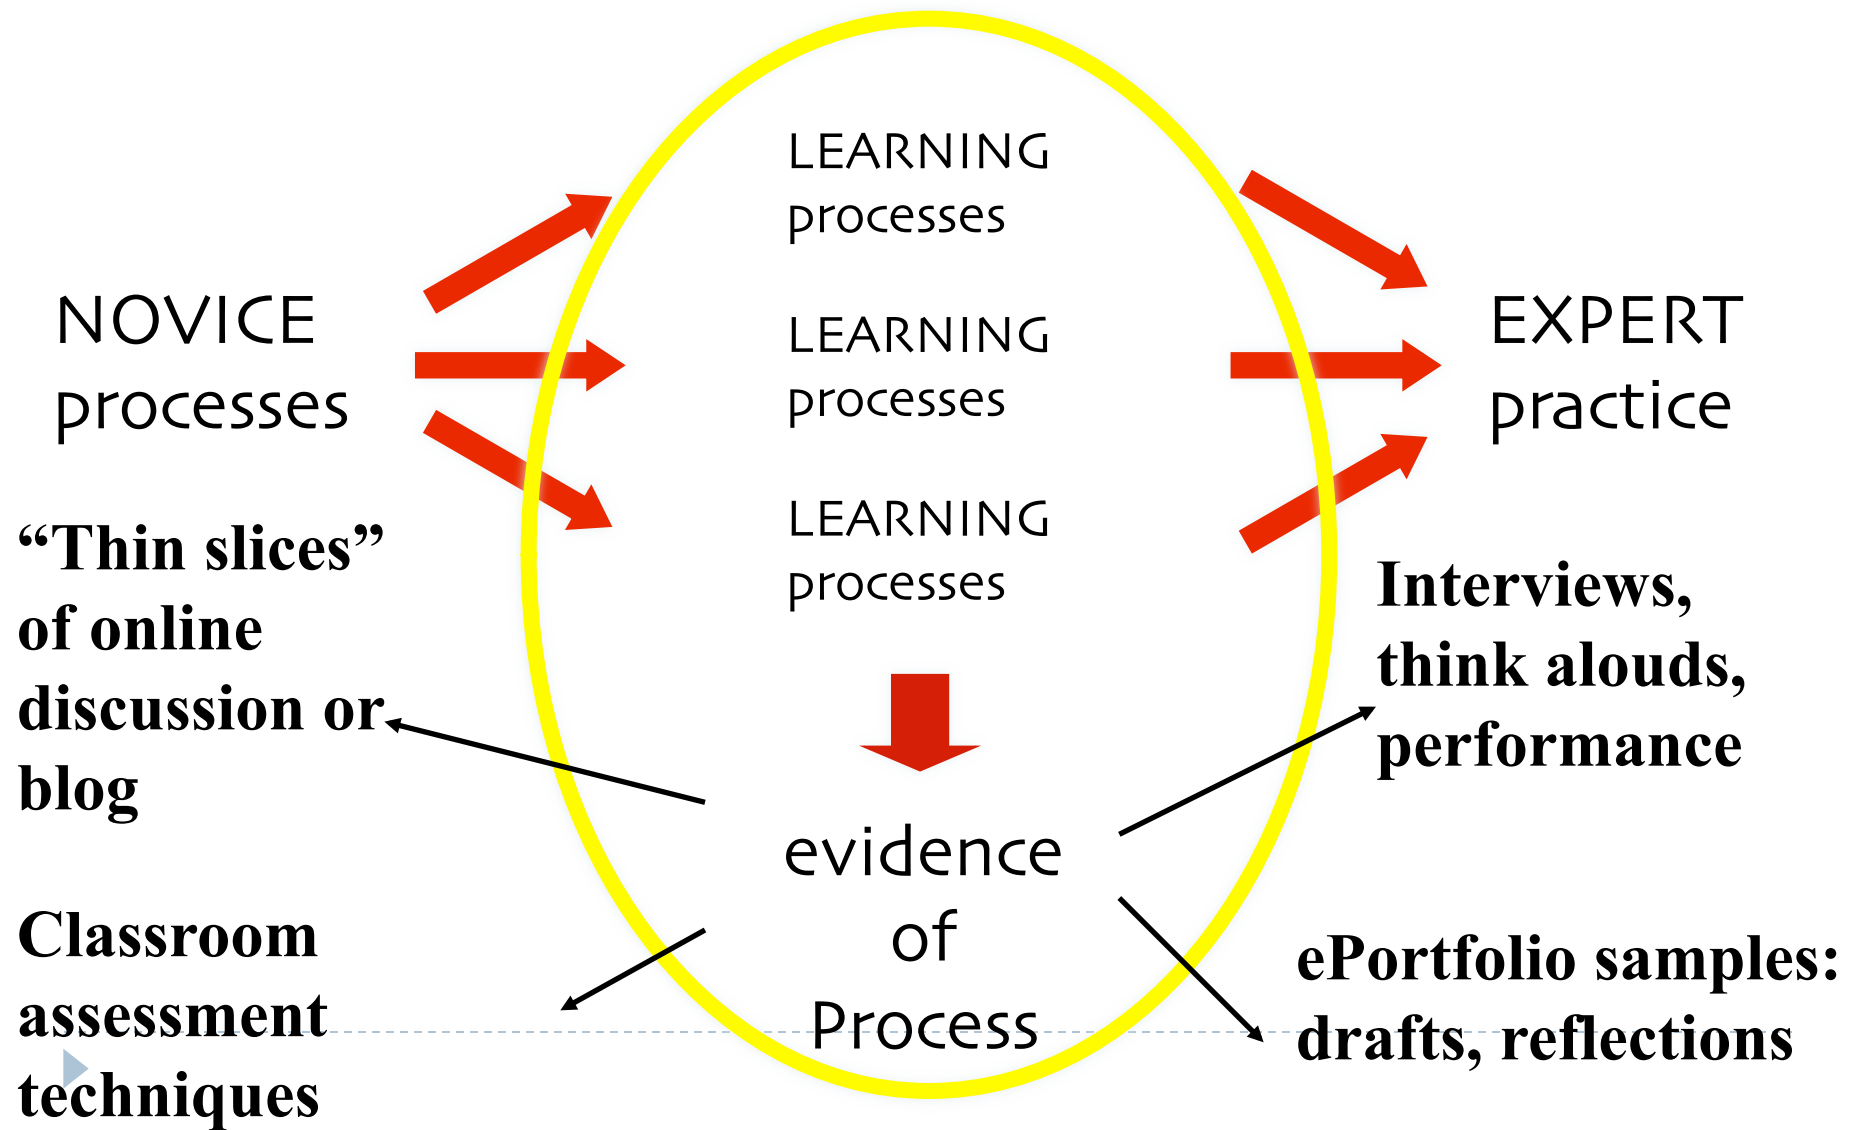 NOVICE
processes
LEARNING
processes
LEARNING
processes
LEARNING
processes
EXPERT
practice
“Thin slices”
of online
discussion or
blog
Interviews,
think alouds,
performance
evidence
of
Process
Classroom
assessment
techniques
ePortfolio samples:
drafts, reflections